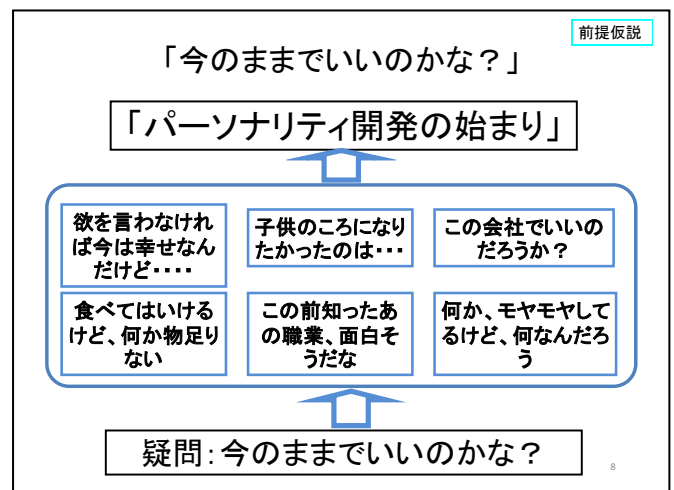 前提仮説
「今のままでいいのかな？」
「パーソナリティ開発の始まり」
欲を言わなけれ
ば今は幸せなん
だけど・・・・
子供のころになり
たかったのは・・・
この会社でいいの
だろうか？
食べてはいける
けど、何か物足り
ない
この前知ったあ
の職業、面白そ
うだな
何か、モヤモヤして
るけど、何なんだろ
う
疑問：今のままでいいのかな？
8